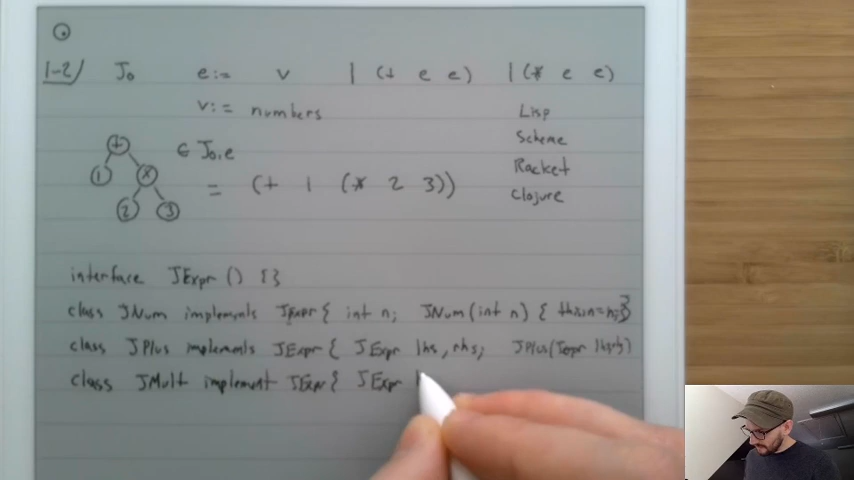 1-2/ J₀ e:= v | (+ e e) | (* e e)
v:= numbers Lisp
Scheme
+ ∈ J₀.e Racket
1 * = (+ 1 (* 2 3)) Clojure
2 3
interface JExpr () {}
class JNum implements JExpr { int n; JNum(int n) { this.n=n;}}
class JPlus implements JExpr { JExpr lhs, rhs; JPlus(JExpr
class JMult implement JExpr { JExpr l